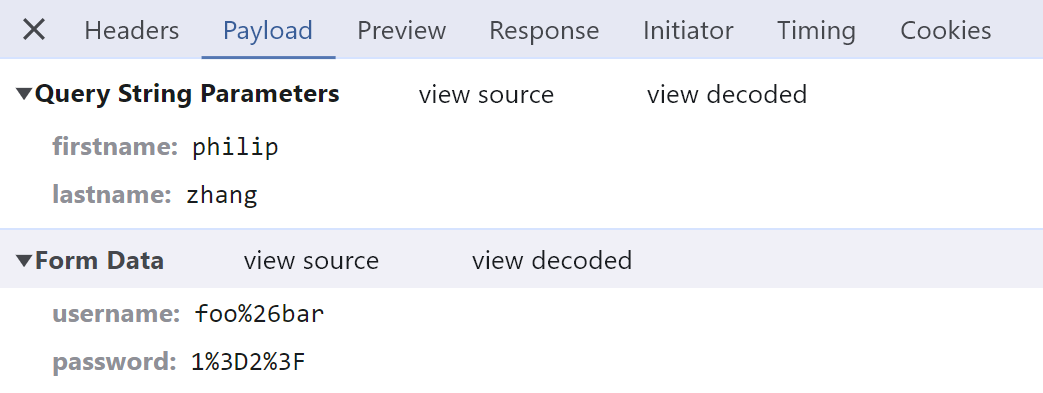 Headers Payload Preview Response Initiator Timing Cookies
Query String Parameters view source view decoded
firstname: philip
lastname: zhang
Form Data view source view decoded
username: foo%26bar
password: 1%3D2%3F